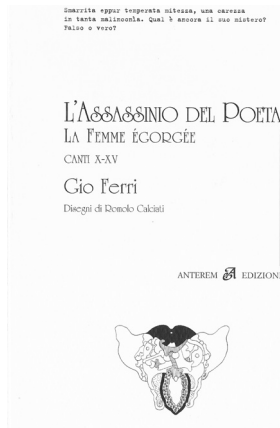 Smarrita eppur temperata mitezza, una carezza
in tanta malinconia. Qual è ancora il suo mistero?
Falso o vero?
L'ASSASSINIO DEL POETA
LA FEMME ÉGORGÉE
CANTI X-XV
Gio Ferri
Disegni di Romolo Calciati
ANTEREM A EDIZIONI